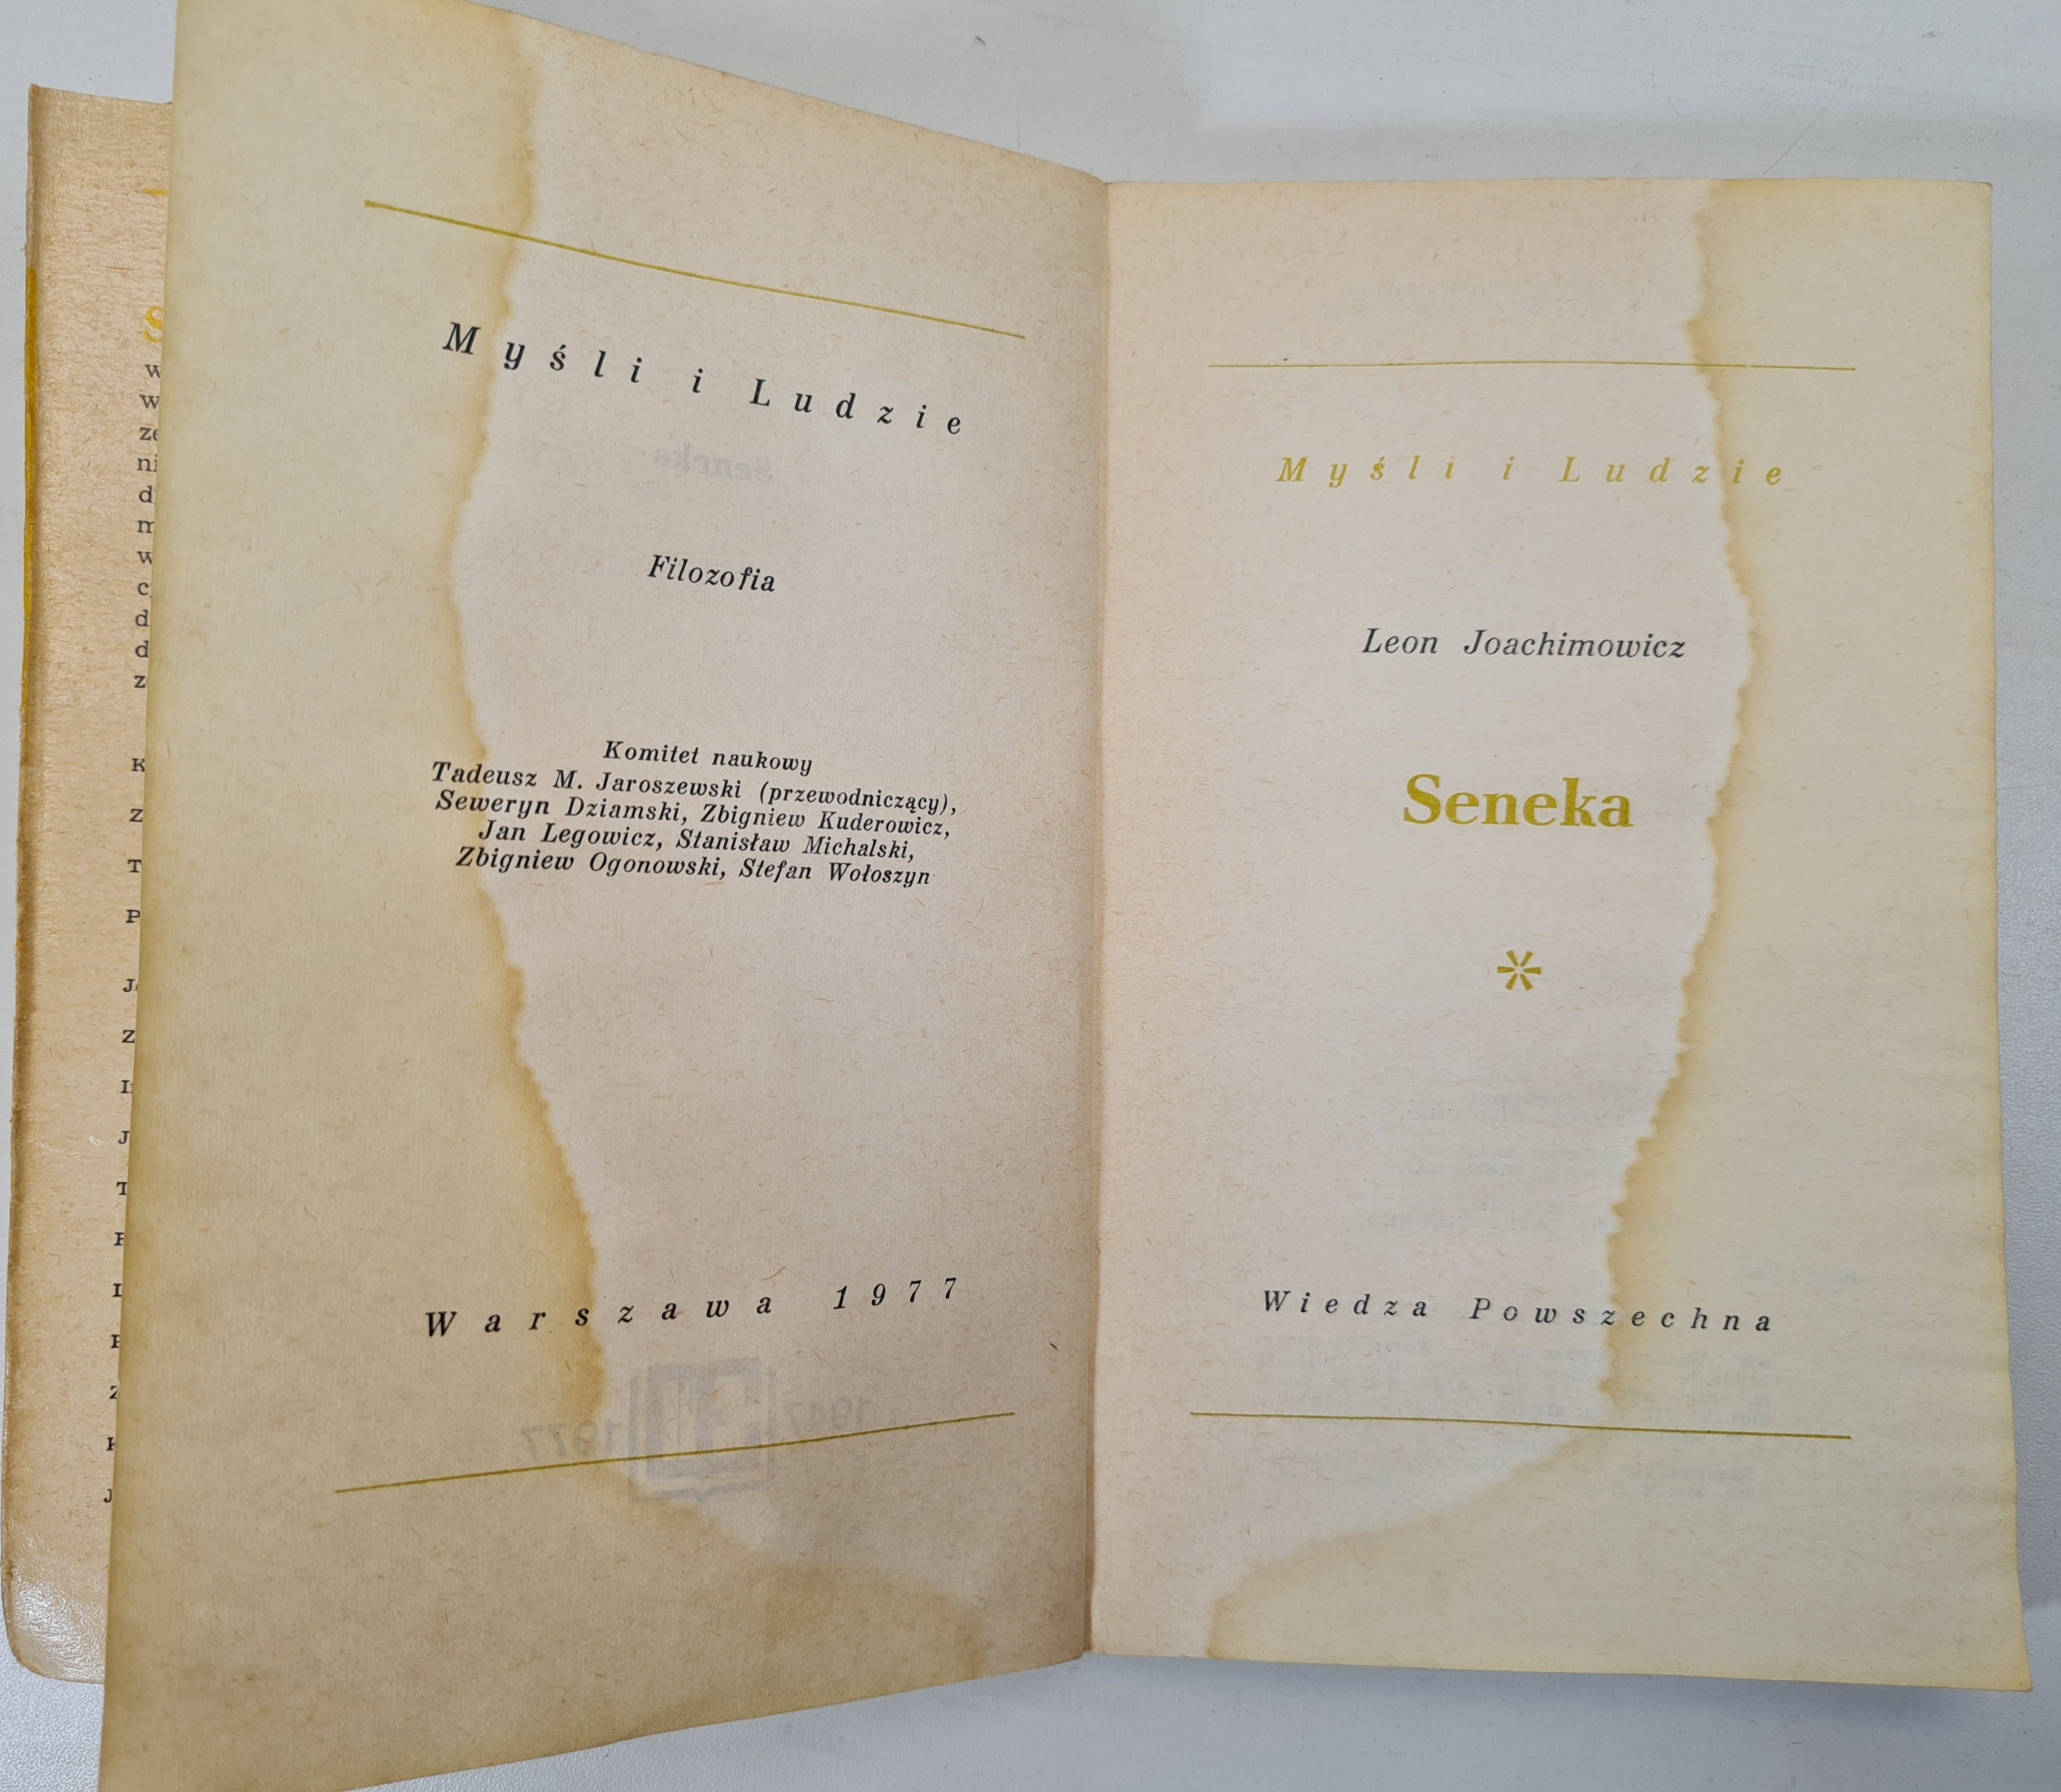 Myśli i Ludzie
Filozofia
Komitet naukowy
Tadeusz M. Jaroszewski (przewodniczący),
Seweryn Dziamski, Zbigniew Kuderowicz,
Jan Legowicz, Stanisław Michalski,
Zbigniew Ogonowski, Stefan Wołoszyn
Warszawa 1977
Myśli i Ludzie
Leon Joachimowicz
Seneka
*
Wiedza Powszechna